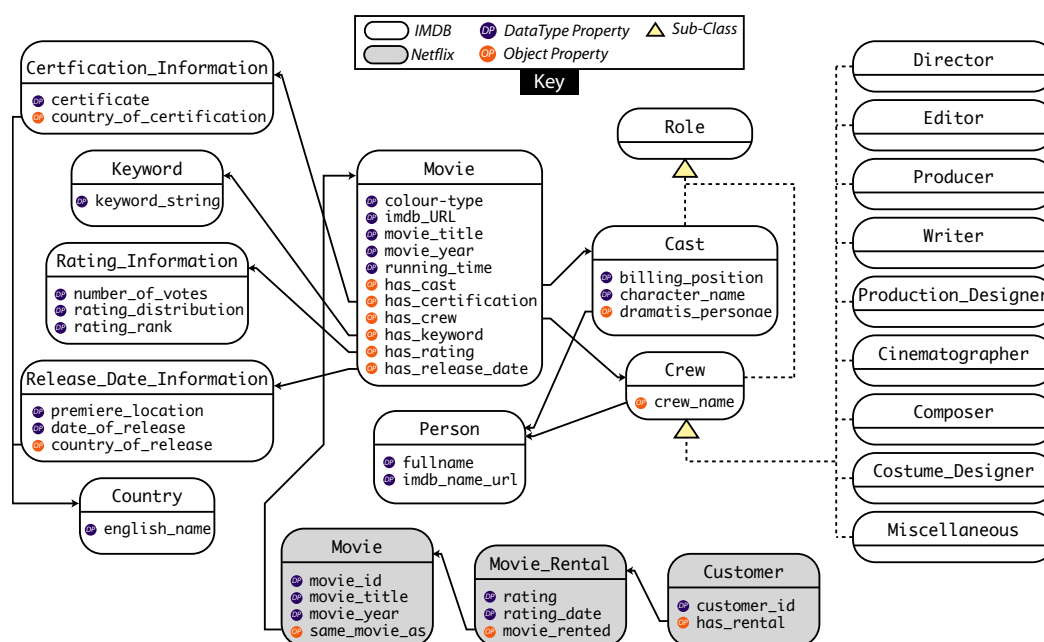 IMDB
DP DataType Property
Sub-Class
Netflix
OP Object Property
Key
Certfication_Information
DP certificate
OP country_of_certification
Keyword
DP keyword_string
Rating_Information
DP number_of_votes
DP rating_distribution
DP rating_rank
Release_Date_Information
DP premiere_location
DP date_of_release
OP country_of_release
Country
DP english_name
Movie
DP colour-type
DP imdb_URL
DP movie_title
DP movie_year
DP running_time
OP has_cast
OP has_certification
OP has_crew
OP has_keyword
OP has_rating
OP has_release_date
Role
Cast
DP billing_position
DP character_name
OP dramatis_personae
Crew
OP crew_name
Person
DP fullname
DP imdb_name_url
Director
Editor
Producer
Writer
Production_Designer
Cinematographer
Composer
Costume_Designer
Miscellaneous
Movie
DP movie_id
DP movie_title
DP movie_year
OP same_movie_as
Movie_Rental
DP rating
DP rating_date
OP movie_rented
Customer
DP customer_id
OP has_rental